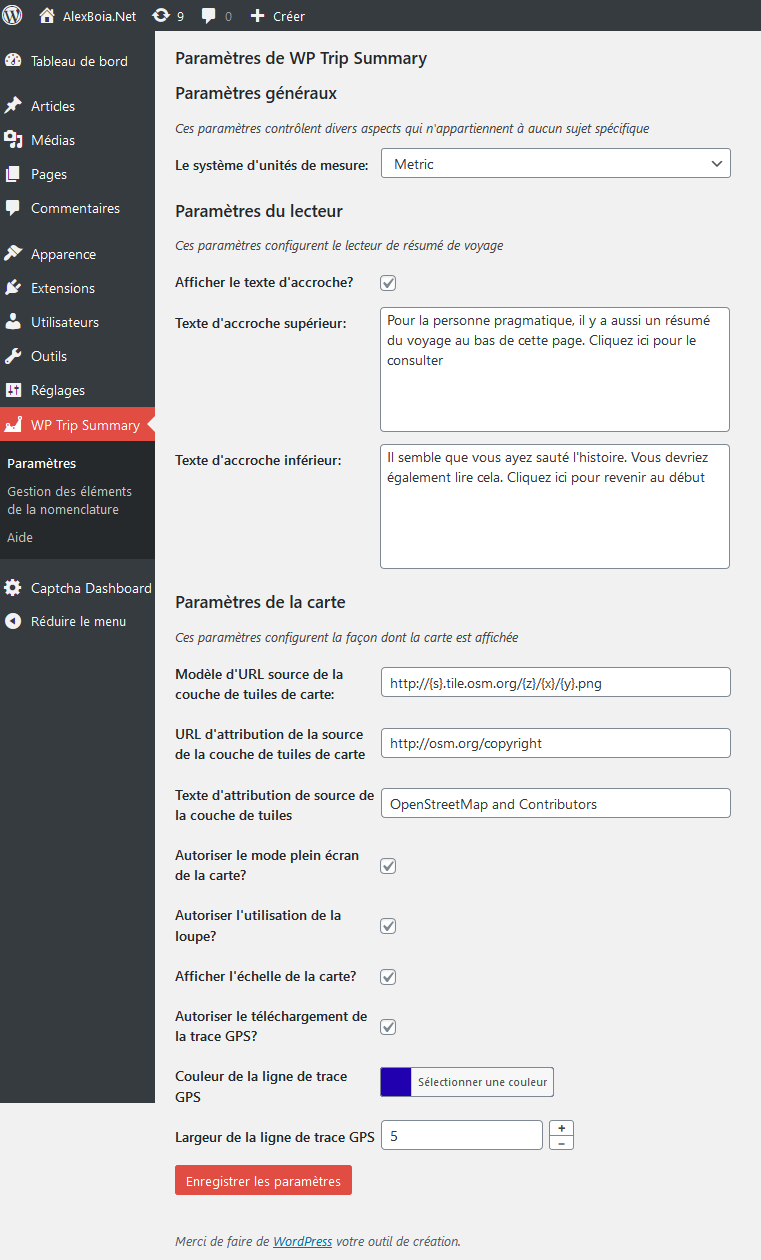 AlexBoia.Net 9 0 Créer
Tableau de bord
Articles
Médias
Pages
Commentaires
Apparence
Extensions
Utilisateurs
Outils
Réglages
WP Trip Summary
Paramètres
Gestion des éléments
de la nomenclature
Aide
Captcha Dashboard
Réduire le menu
Paramètres de WP Trip Summary
Paramètres généraux
Ces paramètres contrôlent divers aspects qui n'appartiennent à aucun sujet spécifique
Le système d'unités de mesure: Metric
Paramètres du lecteur
Ces paramètres configurent le lecteur de résumé de voyage
Afficher le texte d'accroche?
Texte d'accroche supérieur:
Pour la personne pragmatique, il y a aussi un résumé
du voyage au bas de cette page. Cliquez ici pour le
consulter
Texte d'accroche inférieur:
Il semble que vous ayez sauté l'histoire. Vous devriez
également lire cela. Cliquez ici pour revenir au début
Paramètres de la carte
Ces paramètres configurent la façon dont la carte est affichée
Modèle d'URL source de la
couche de tuiles de carte:
http://{s}.tile.osm.org/{z}/{x}/{y}.png
URL d'attribution de la source
de la couche de tuiles de carte
http://osm.org/copyright
Texte d'attribution de source de
la couche de tuiles
OpenStreetMap and Contributors
Autoriser le mode plein écran
de la carte?
Autoriser l'utilisation de la
loupe?
Afficher l'échelle de la carte?
Autoriser le téléchargement de
la trace GPS?
Couleur de la ligne de trace
GPS
Sélectionner une couleur
Largeur de la ligne de trace GPS 5 +
–
Enregistrer les paramètres
Merci de faire de WordPress votre outil de création.